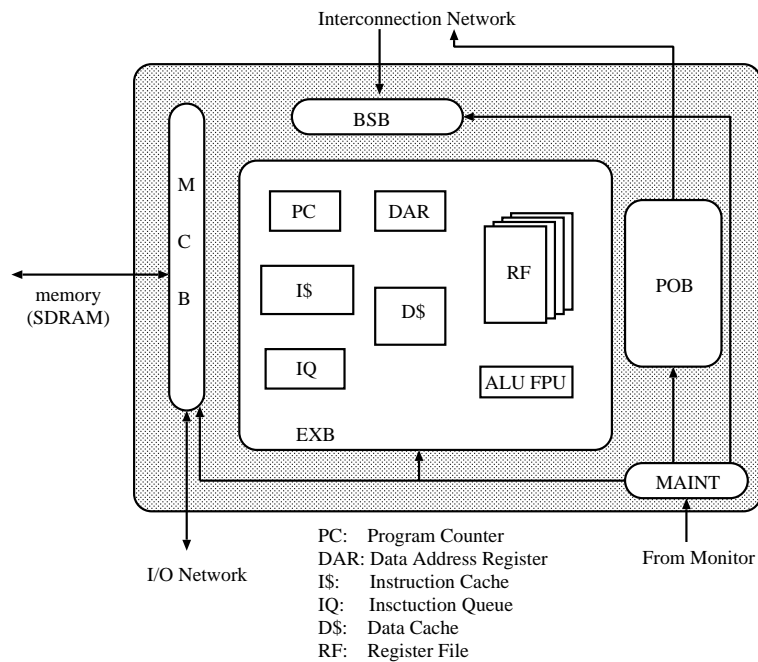 Interconnection Network
BSB
M
C
B
PC
DAR
RF
I$
D$
POB
memory
(SDRAM)
IQ
ALU FPU
EXB
MAINT
I/O Network
From Monitor
PC: Program Counter
DAR: Data Address Register
I$: Instruction Cache
IQ: Insctuction Queue
D$: Data Cache
RF: Register File